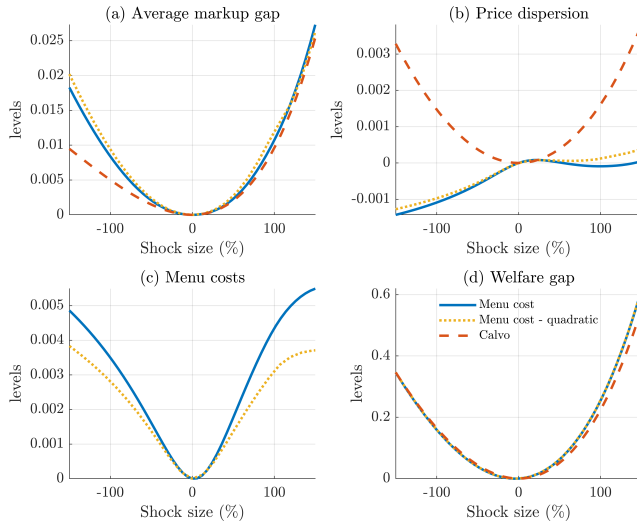 (a) Average markup gap
levels
0.025
0.02
0.015
0.01
0.005
0
-100
0
100
Shock size (%)
(b) Price dispersion
levels
0.003
0.002
0.001
0
-0.001
-100
0
100
Shock size (%)
(c) Menu costs
levels
0.005
0.004
0.003
0.002
0.001
0
-100
0
100
Shock size (%)
(d) Welfare gap
levels
0.6
0.4
0.2
0
Menu cost
Menu cost - quadratic
Calvo
-100
0
100
Shock size (%)